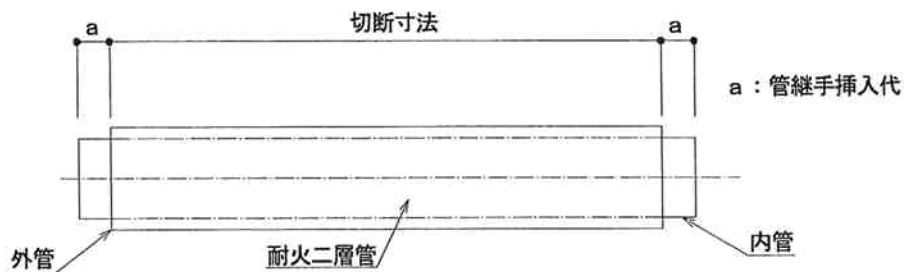 a
切断寸法
a
a：管継手挿入代
外管
耐火二層管
内管